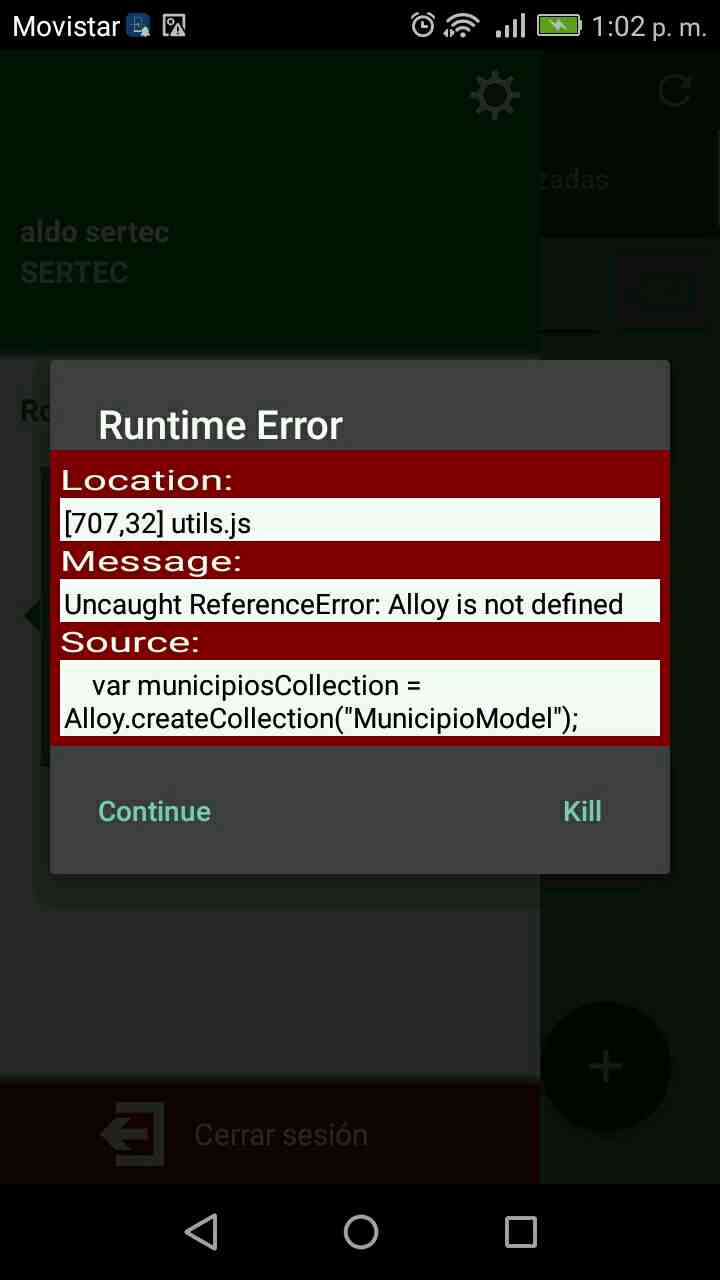 Movistar 1:02 p. m.
zadas
aldo sertec
SERTEC
Runtime Error
Location:
[707,32] utils.js
Message:
Uncaught ReferenceError: Alloy is not defined
Source:
var municipiosCollection =
Alloy.createCollection("MunicipioModel");
Continue Kill
Cerrar sesión